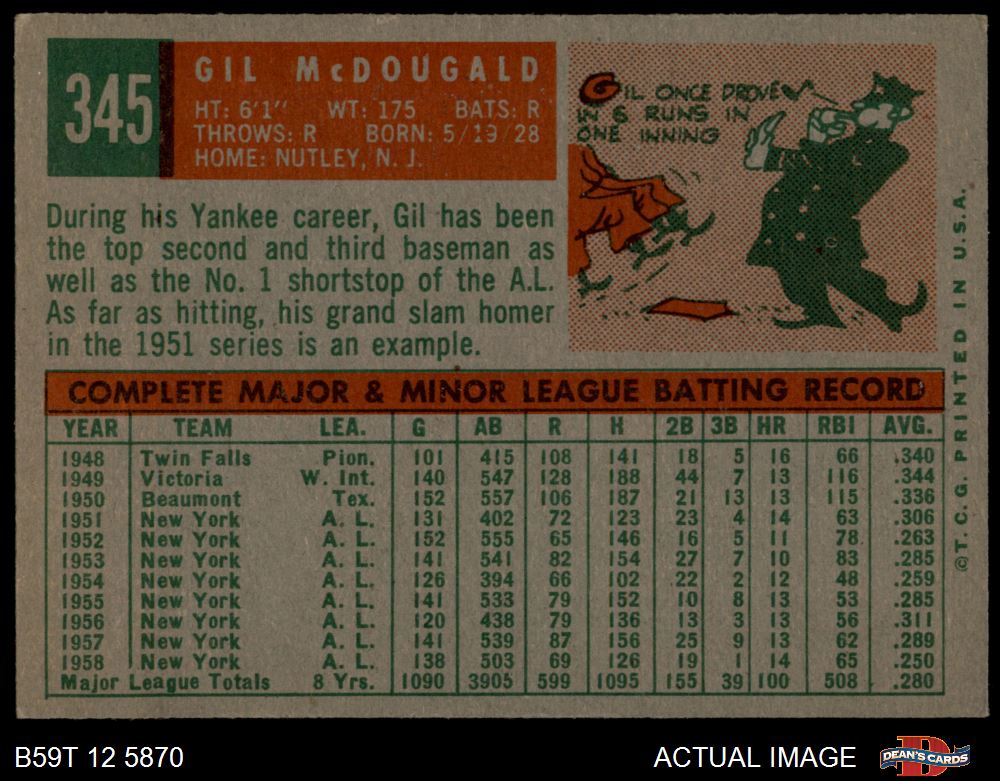 345
GIL McDOUGALD
HT: 6'1" WT: 175 BATS: R
THROWS: R BORN: 5/19/28
HOME: NUTLEY, N. J.
GIL ONCE DROVE
IN 6 RUNS IN
ONE INNING
During his Yankee career, Gil has been
the top second and third baseman as
well as the No. 1 shortstop of the A.L.
As far as hitting, his grand slam homer
in the 1951 series is an example.
COMPLETE MAJOR & MINOR LEAGUE BATTING RECORD
YEAR TEAM LEA. G AB R H 2B 3B HR RBI AVG.
1948 Twin Falls Pion. 101 415 108 141 18 5 16 66 .340
1949 Victoria W. Int. 140 547 128 188 44 7 13 116 .344
1950 Beaumont Tex. 152 557 106 187 21 13 13 115 .336
1951 New York A. L. 131 402 72 123 23 4 14 63 .306
1952 New York A. L. 152 555 65 146 16 5 11 78 .263
1953 New York A. L. 141 541 82 154 27 7 10 83 .285
1954 New York A. L. 126 394 66 102 22 2 12 48 .259
1955 New York A. L. 141 533 79 152 10 8 13 53 .285
1956 New York A. L. 120 438 79 136 13 3 13 56 .311
1957 New York A. L. 141 539 87 156 25 9 13 62 .289
1958 New York A. L. 138 503 69 126 19 1 14 65 .250
Major League Totals 8 Yrs. 1090 3905 599 1095 155 39 100 508 .280
©T. C. G. PRINTED IN U.S.A.
B59T 12 5870
ACTUAL IMAGE
DEAN'S CARDS